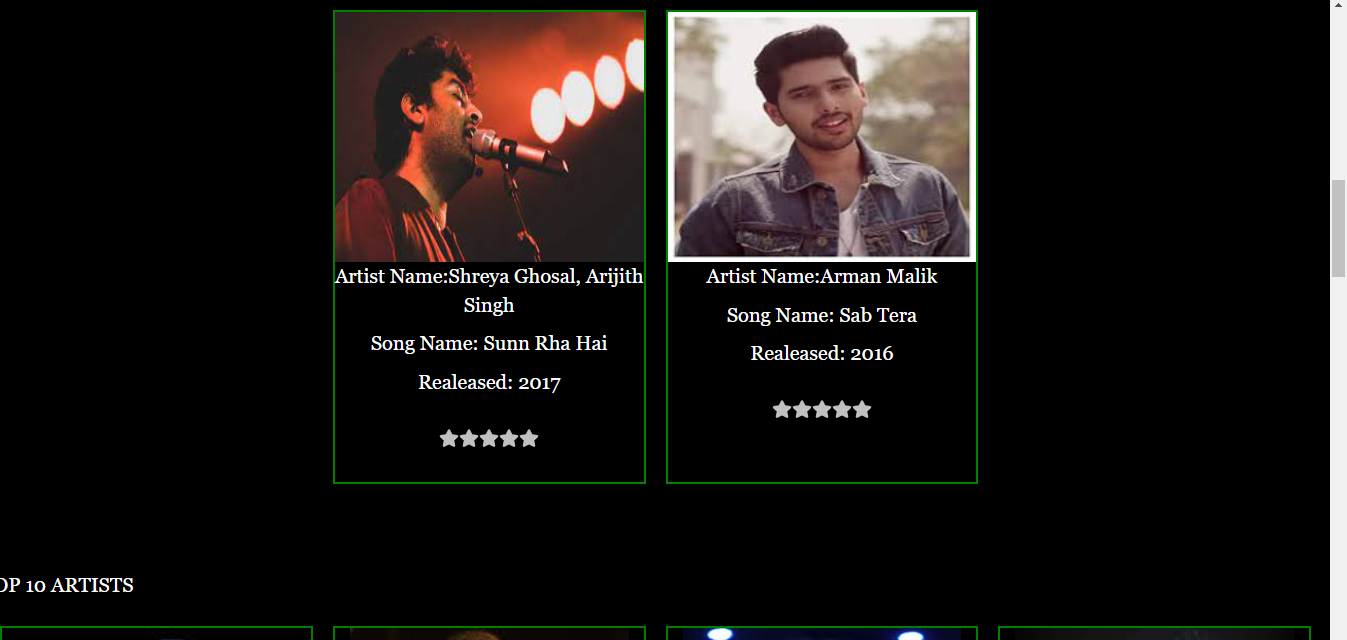 Artist Name:Shreya Ghosal, Arijith
Singh
Song Name: Sunn Rha Hai
Realeased: 2017
Artist Name:Arman Malik
Song Name: Sab Tera
Realeased: 2016
OP 10 ARTISTS